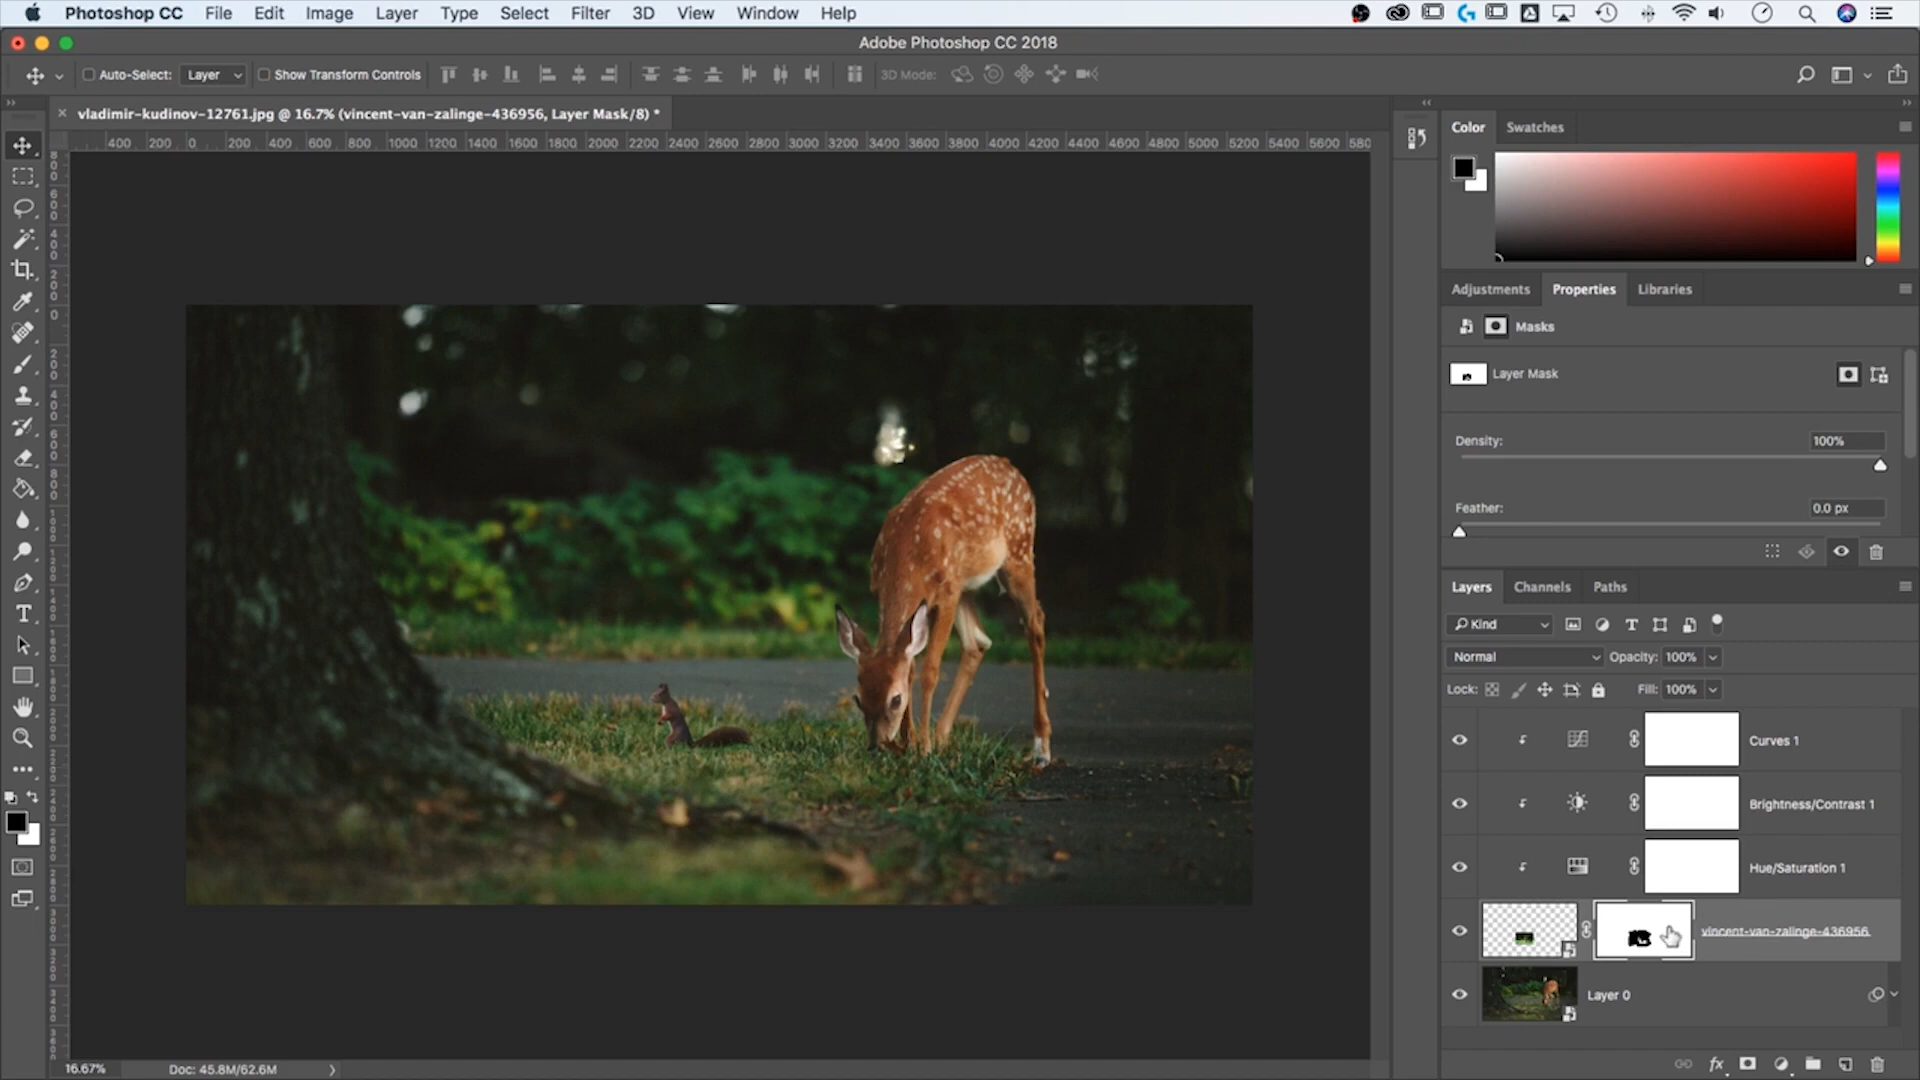 Photoshop CC File Edit Image Layer Type Select Filter 3D View Window Help
Adobe Photoshop CC 2018
Auto-Select: Layer Show Transform Controls 3D Mode:
vladimir-kudinov-12761.jpg @ 16.7% (vincent-van-zalinge-436956, Layer Mask/8) *
400 200 0 200 400 600 800 1000 1200 1400 1600 1800 2000 2200 2400 2600 2800 3000 3200 3400 3600 3800 4000 4200 4400 4600 4800 5000 5200 5400 5600 580
Color Swatches
Adjustments Properties Libraries
Masks
Layer Mask
Density: 100%
Feather: 0.0 px
Layers Channels Paths
Kind
Normal Opacity: 100%
Lock: Fill: 100%
Curves 1
Brightness/Contrast 1
Hue/Saturation 1
vincent-van-zalinge-436956
Layer 0
16.67% Doc: 45.8M/62.6M